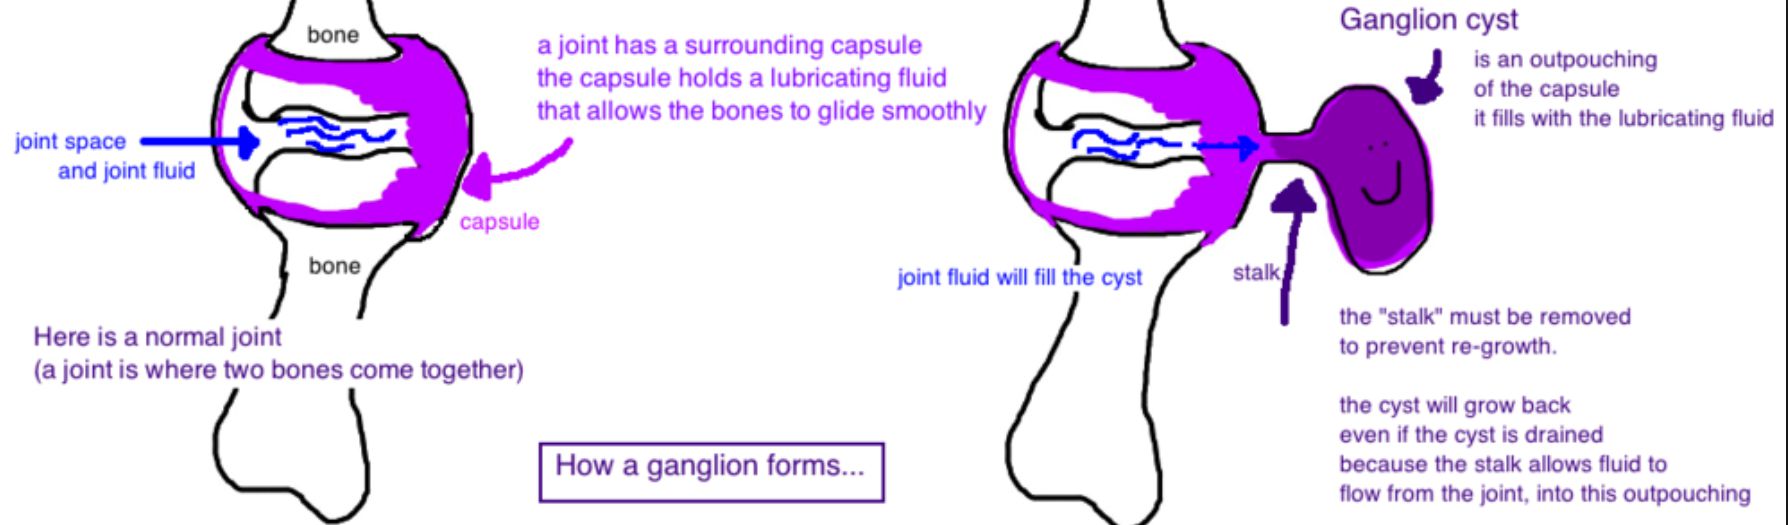 bone
a joint has a surrounding capsule
the capsule holds a lubricating fluid
that allows the bones to glide smoothly
joint space
and joint fluid
capsule
bone
Here is a normal joint
(a joint is where two bones come together)
How a ganglion forms...
Ganglion cyst
is an outpouching
of the capsule
it fills with the lubricating fluid
joint fluid will fill the cyst
stalk
the "stalk" must be removed
to prevent re-growth.
the cyst will grow back
even if the cyst is drained
because the stalk allows fluid to
flow from the joint, into this outpouching